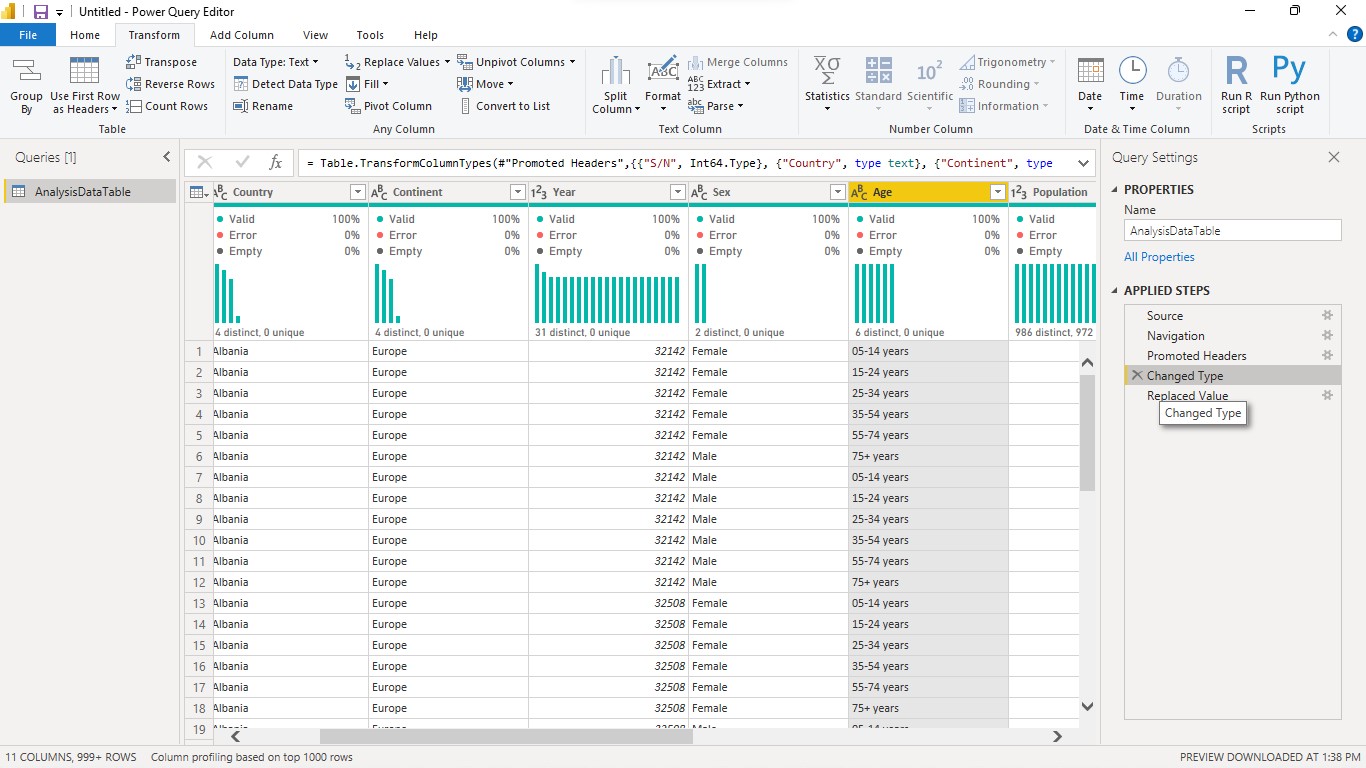 Untitled - Power Query Editor
File Home Transform Add Column View Tools Help
Group By
Use First Row as Headers
Transpose
Reverse Rows
Count Rows
Table
Data Type: Text
Detect Data Type
Rename
1 2 Replace Values
Fill
Pivot Column
Unpivot Columns
Move
Convert to List
Any Column
Split Column
ABC Format
Merge Columns
ABC 123 Extract
abc Parse
Text Column
Χσ Statistics
Standard
10² Scientific
Trigonometry
.00 Rounding
Information
Number Column
Date
Time
Duration
Date & Time Column
R Run R script
Py Run Python script
Scripts
Queries [1]
AnalysisDataTable
fx = Table.TransformColumnTypes(#"Promoted Headers",{{"S/N", Int64.Type}, {"Country", type text}, {"Continent", type
ABC Country ABC Continent 123 Year ABC Sex ABC Age 123 Population
Valid 100% Valid 100% Valid 100% Valid 100% Valid 100% Valid
Error 0% Error 0% Error 0% Error 0% Error 0% Error
Empty 0% Empty 0% Empty 0% Empty 0% Empty 0% Empty
4 distinct, 0 unique 4 distinct, 0 unique 31 distinct, 0 unique 2 distinct, 0 unique 6 distinct, 0 unique 986 distinct, 972
1 Albania Europe 32142 Female 05-14 years
2 Albania Europe 32142 Female 15-24 years
3 Albania Europe 32142 Female 25-34 years
4 Albania Europe 32142 Female 35-54 years
5 Albania Europe 32142 Female 55-74 years
6 Albania Europe 32142 Male 75+ years
7 Albania Europe 32142 Male 05-14 years
8 Albania Europe 32142 Male 15-24 years
9 Albania Europe 32142 Male 25-34 years
10 Albania Europe 32142 Male 35-54 years
11 Albania Europe 32142 Male 55-74 years
12 Albania Europe 32142 Male 75+ years
13 Albania Europe 32508 Female 05-14 years
14 Albania Europe 32508 Female 15-24 years
15 Albania Europe 32508 Female 25-34 years
16 Albania Europe 32508 Female 35-54 years
17 Albania Europe 32508 Female 55-74 years
18 Albania Europe 32508 Female 75+ years
19
Query Settings
PROPERTIES
Name
AnalysisDataTable
All Properties
APPLIED STEPS
Source
Navigation
Promoted Headers
Changed Type
Replaced Value
Changed Type
11 COLUMNS, 999+ ROWS Column profiling based on top 1000 rows PREVIEW DOWNLOADED AT 1:38 PM